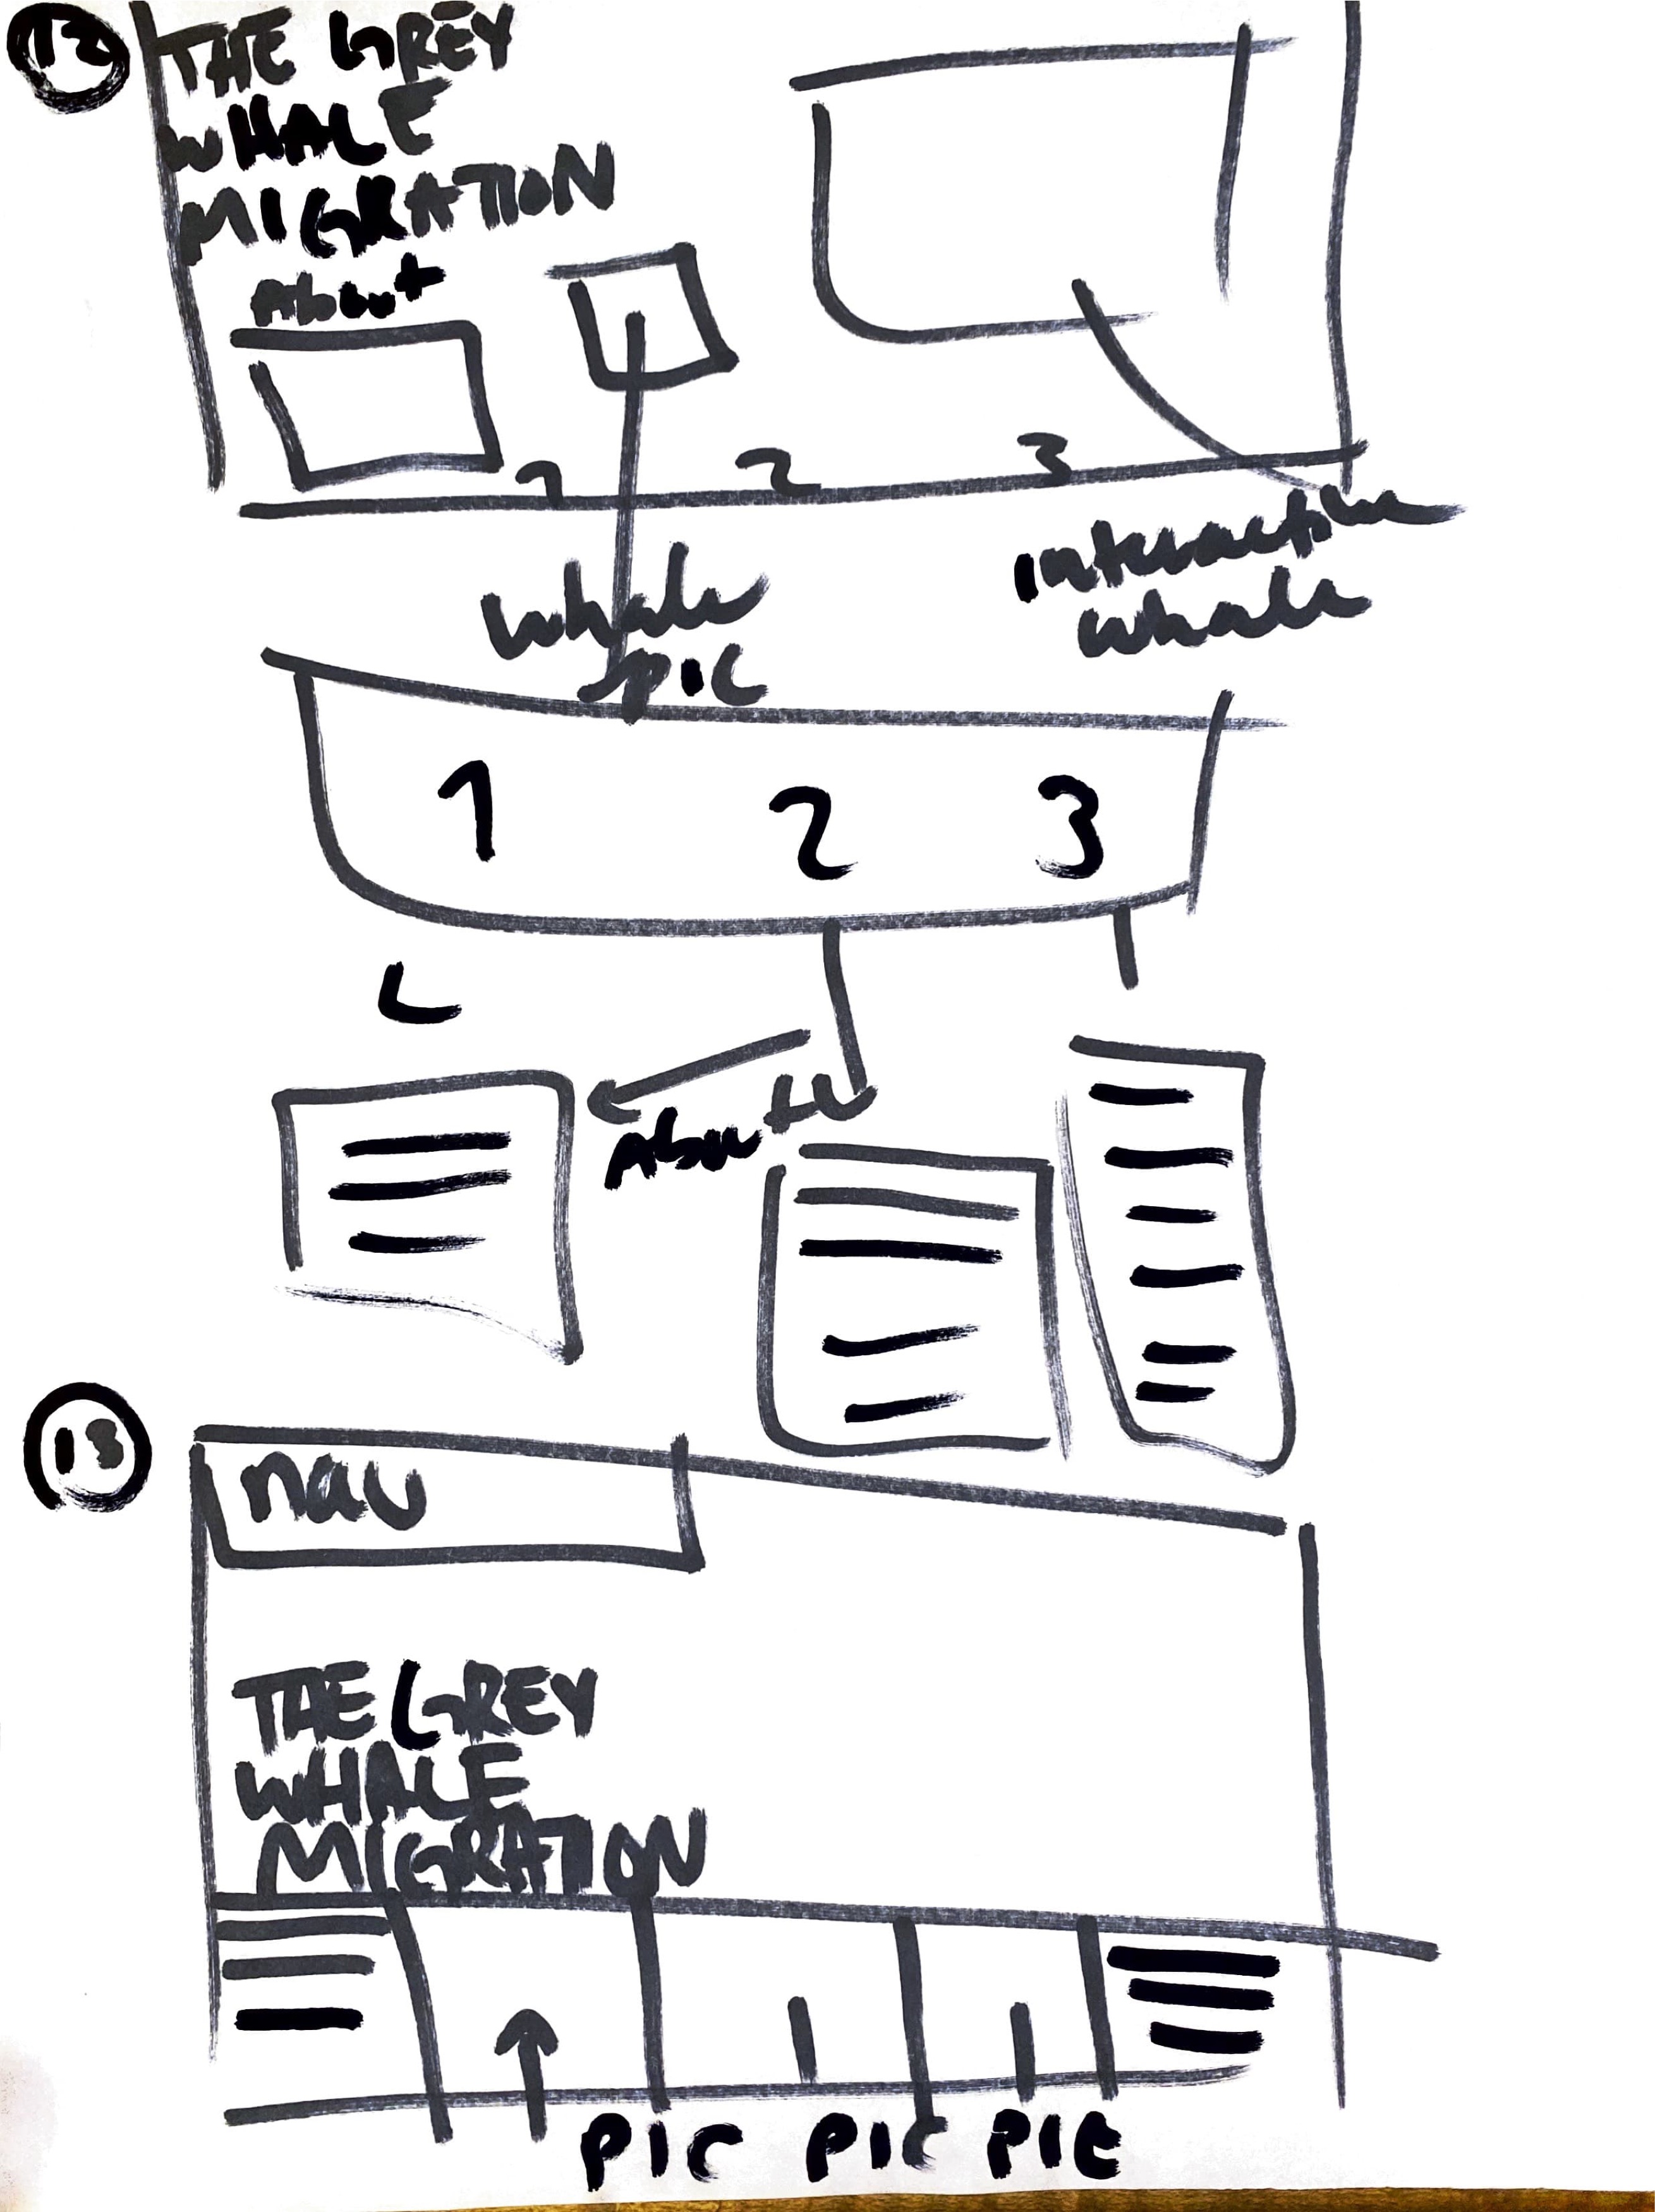 12
THE GREY
WHALE
MIGRATION
About
1 2 3
Whale
pic
interactive
whale
1 2 3
About
13
nav
THE GREY
WHALE
MIGRATION
PIC PIC PIC